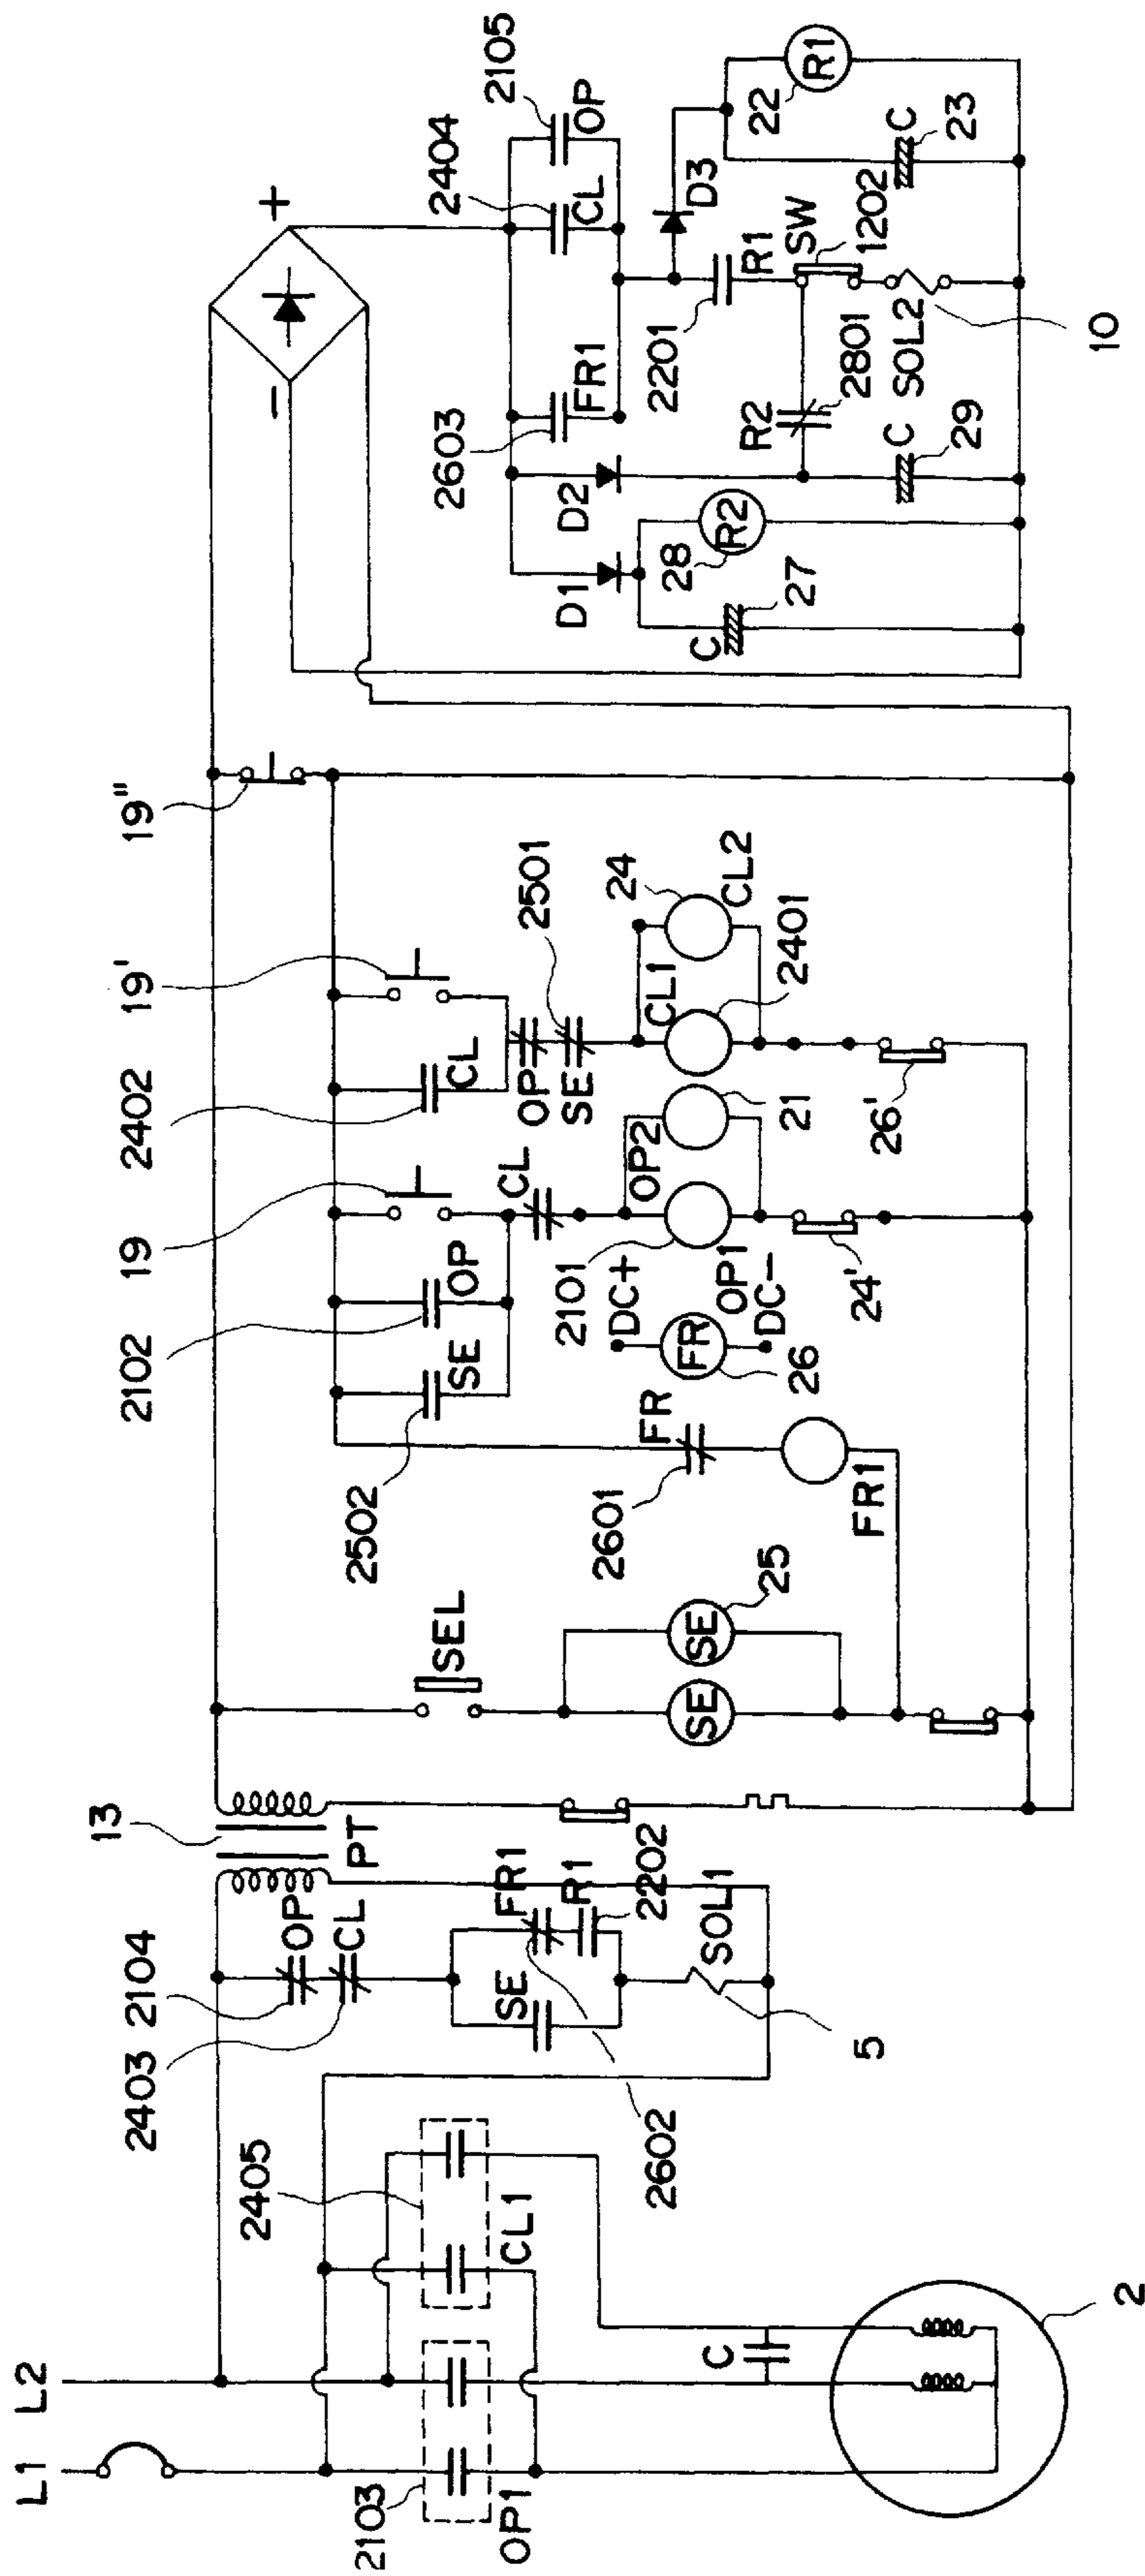 L1
L2
2103
OP1
2405
CL1
C
2
2403
2104
OP
CL
SE
FR1
R1
2202
2602
SOL1
5
13
PT
SEL
SE
SE
25
2502
SE
2102
OP
19
CL
2601
FR
FR1
DC+
FR
26
DC-
2101
OP1
OP2
21
24'
2402
CL
19'
OP
SE
2501
CL1
24
CL2
2401
26'
19"
-
+
2603
FR1
2404
CL
2105
OP
D1
D2
D3
C
27
28
R2
R2
2801
C
29
2201
R1
SW
1202
SOL2
10
22
R1
C
23